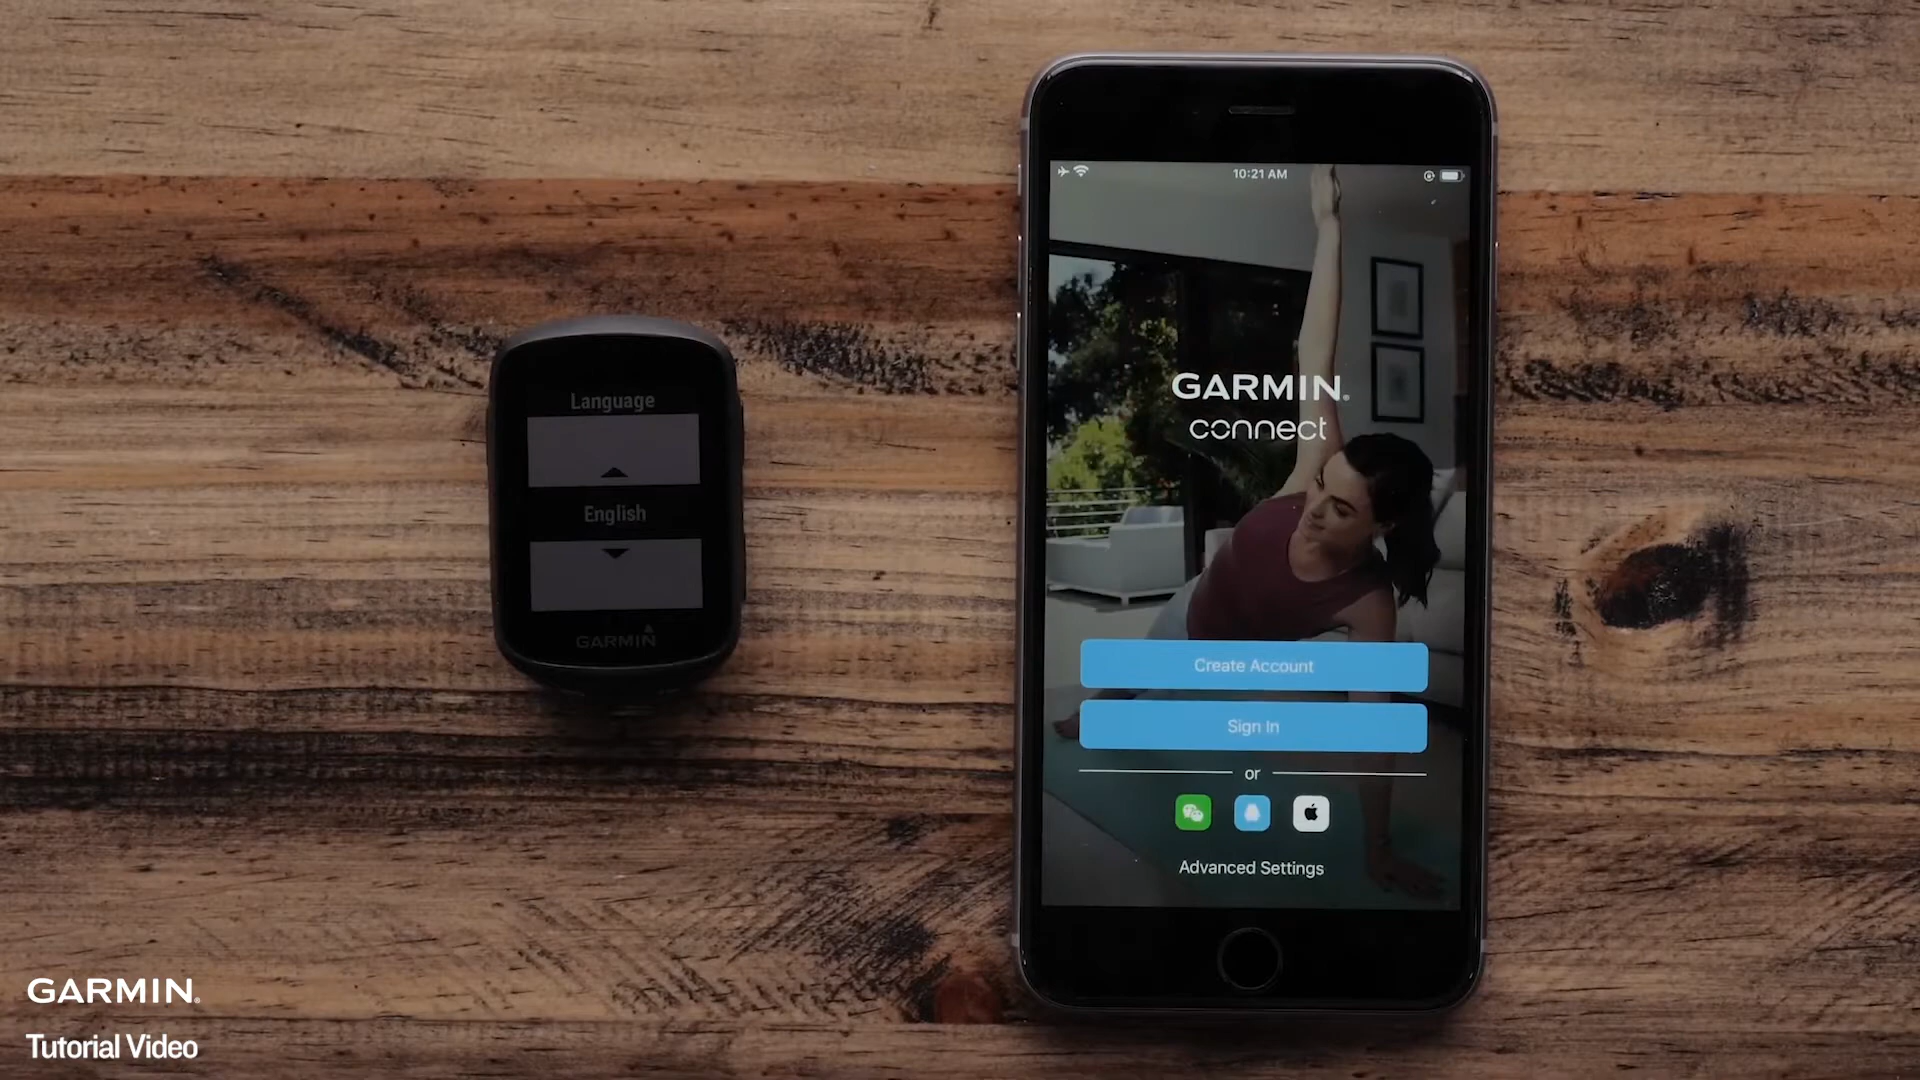 Language
English
GARMIN
10:21 AM
GARMIN.
connect
Create Account
Sign In
or
Advanced Settings
GARMIN.
Tutorial Video